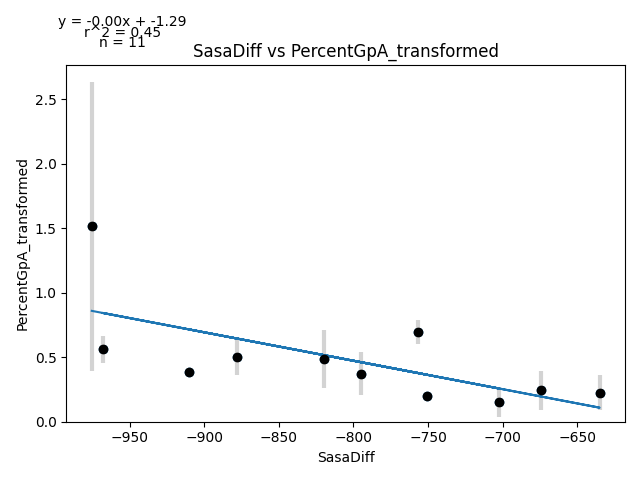 y = -0.00x + -1.29
r^2 = 0.45
n = 11
SasaDiff vs PercentGpA_transformed
2.5
2.0
1.5
1.0
0.5
0.0
PercentGpA_transformed
−950
−900
−850
−800
−750
−700
−650
SasaDiff